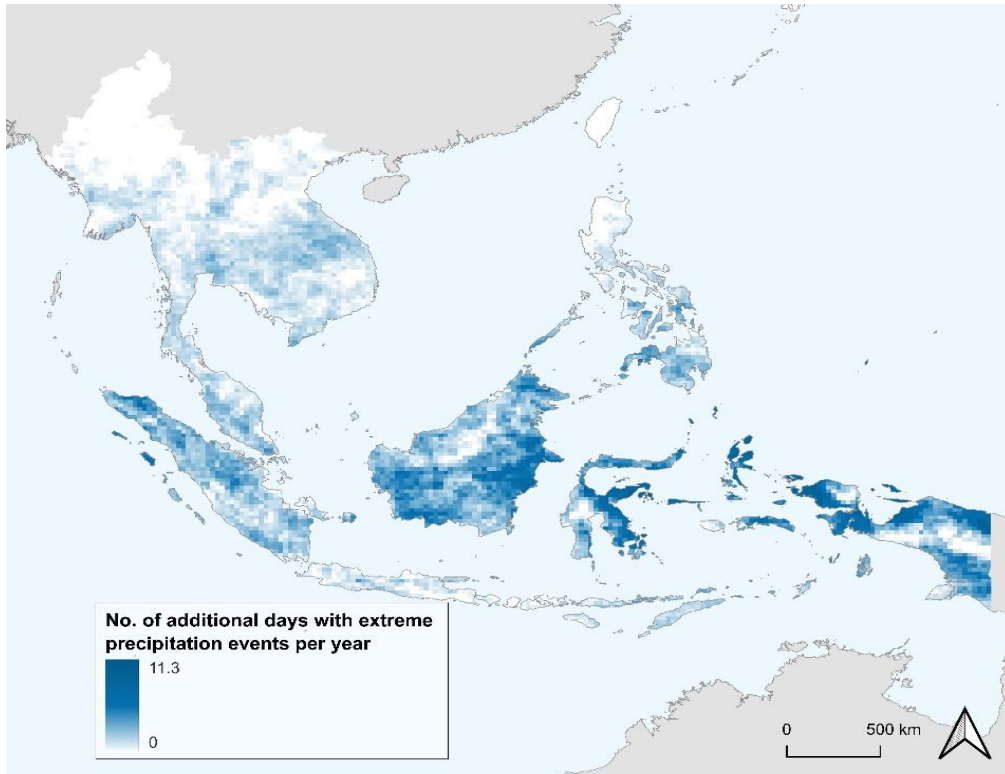 No. of additional days with extreme
precipitation events per year
11.3
0
0 500 km